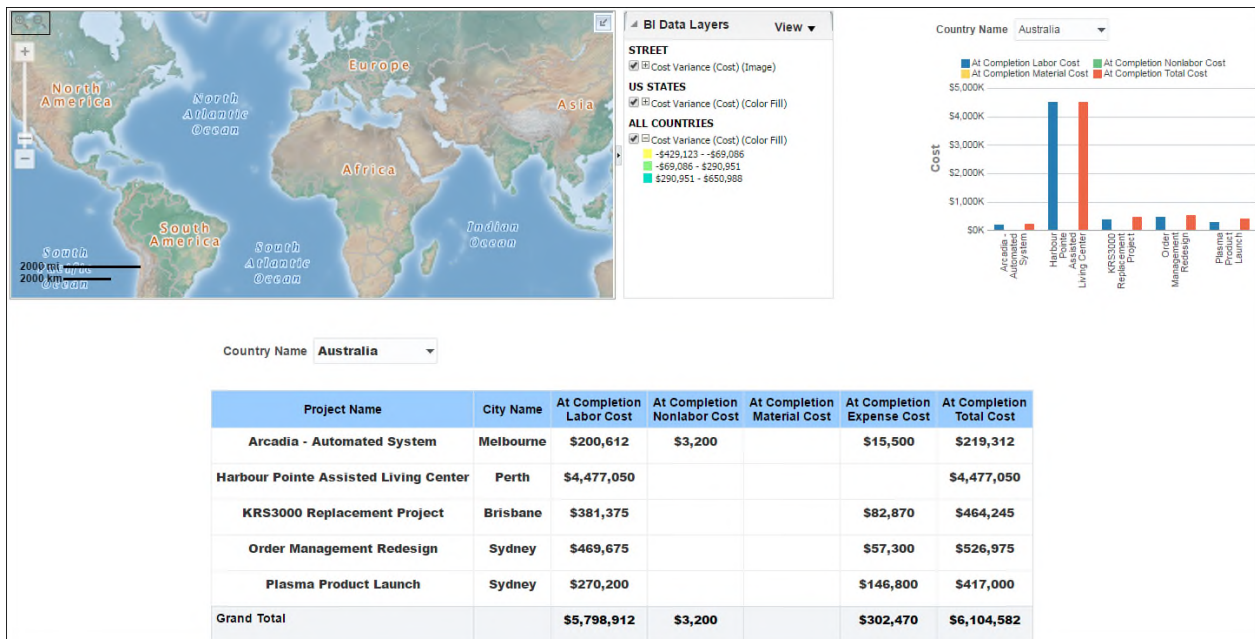 North
America
North
Atlantic
Ocean
Europe
Asia
Africa
South
America
South
Atlantic
Ocean
Indian
Ocean
South
Ocean
2000 mi
2000 km
BI Data Layers View
STREET
Cost Variance (Cost) (Image)
US STATES
Cost Variance (Cost) (Color Fill)
ALL COUNTRIES
Cost Variance (Cost) (Color Fill)
-$429,123 - -$69,086
-$69,086 - $290,951
$290,951 - $650,988
Country Name Australia
At Completion Labor Cost At Completion Nonlabor Cost
At Completion Material Cost At Completion Total Cost
$5,000K
$4,000K
$3,000K
$2,000K
$1,000K
$0K
Cost
Arcadia -
Automated
System
Harbour
Pointe
Assisted
Living Center
KRS3000
Replacement
Project
Order
Management
Redesign
Plasma
Product
Launch
Country Name Australia
Project Name City Name At Completion Labor Cost At Completion Nonlabor Cost At Completion Material Cost At Completion Expense Cost At Completion Total Cost
Arcadia - Automated System Melbourne $200,612 $3,200 $15,500 $219,312
Harbour Pointe Assisted Living Center Perth $4,477,050 $4,477,050
KRS3000 Replacement Project Brisbane $381,375 $82,870 $464,245
Order Management Redesign Sydney $469,675 $57,300 $526,975
Plasma Product Launch Sydney $270,200 $146,800 $417,000
Grand Total $5,798,912 $3,200 $302,470 $6,104,582